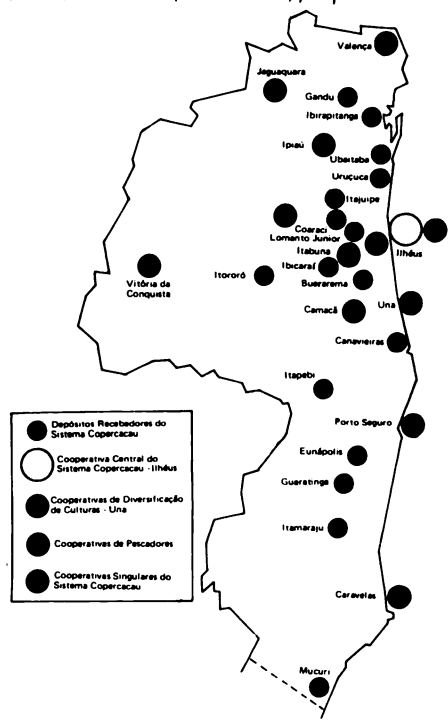 Valença
Jaguaquara
Gandu
Ibirapitanga
Ipiaú
Ubaitaba
Uruçuca
Itajuipe
Coaraci
Lomanto Junior
Ilhéus
Itabuna
Ibicaraí
Itororó
Buerarema
Vitória da
Conquista
Camacã
Una
Canavieiras
Itapebi
Porto Seguro
Eunápolis
Guaratinga
Itamaraju
Caravelas
Mucuri
Depósitos Recebedores do
Sistema Copercacau
Cooperativa Central do
Sistema Copercacau - Ilhéus
Cooperativas de Diversificação
de Culturas - Una
Cooperativas de Pescadores
Cooperativas Singulares do
Sistema Copercacau